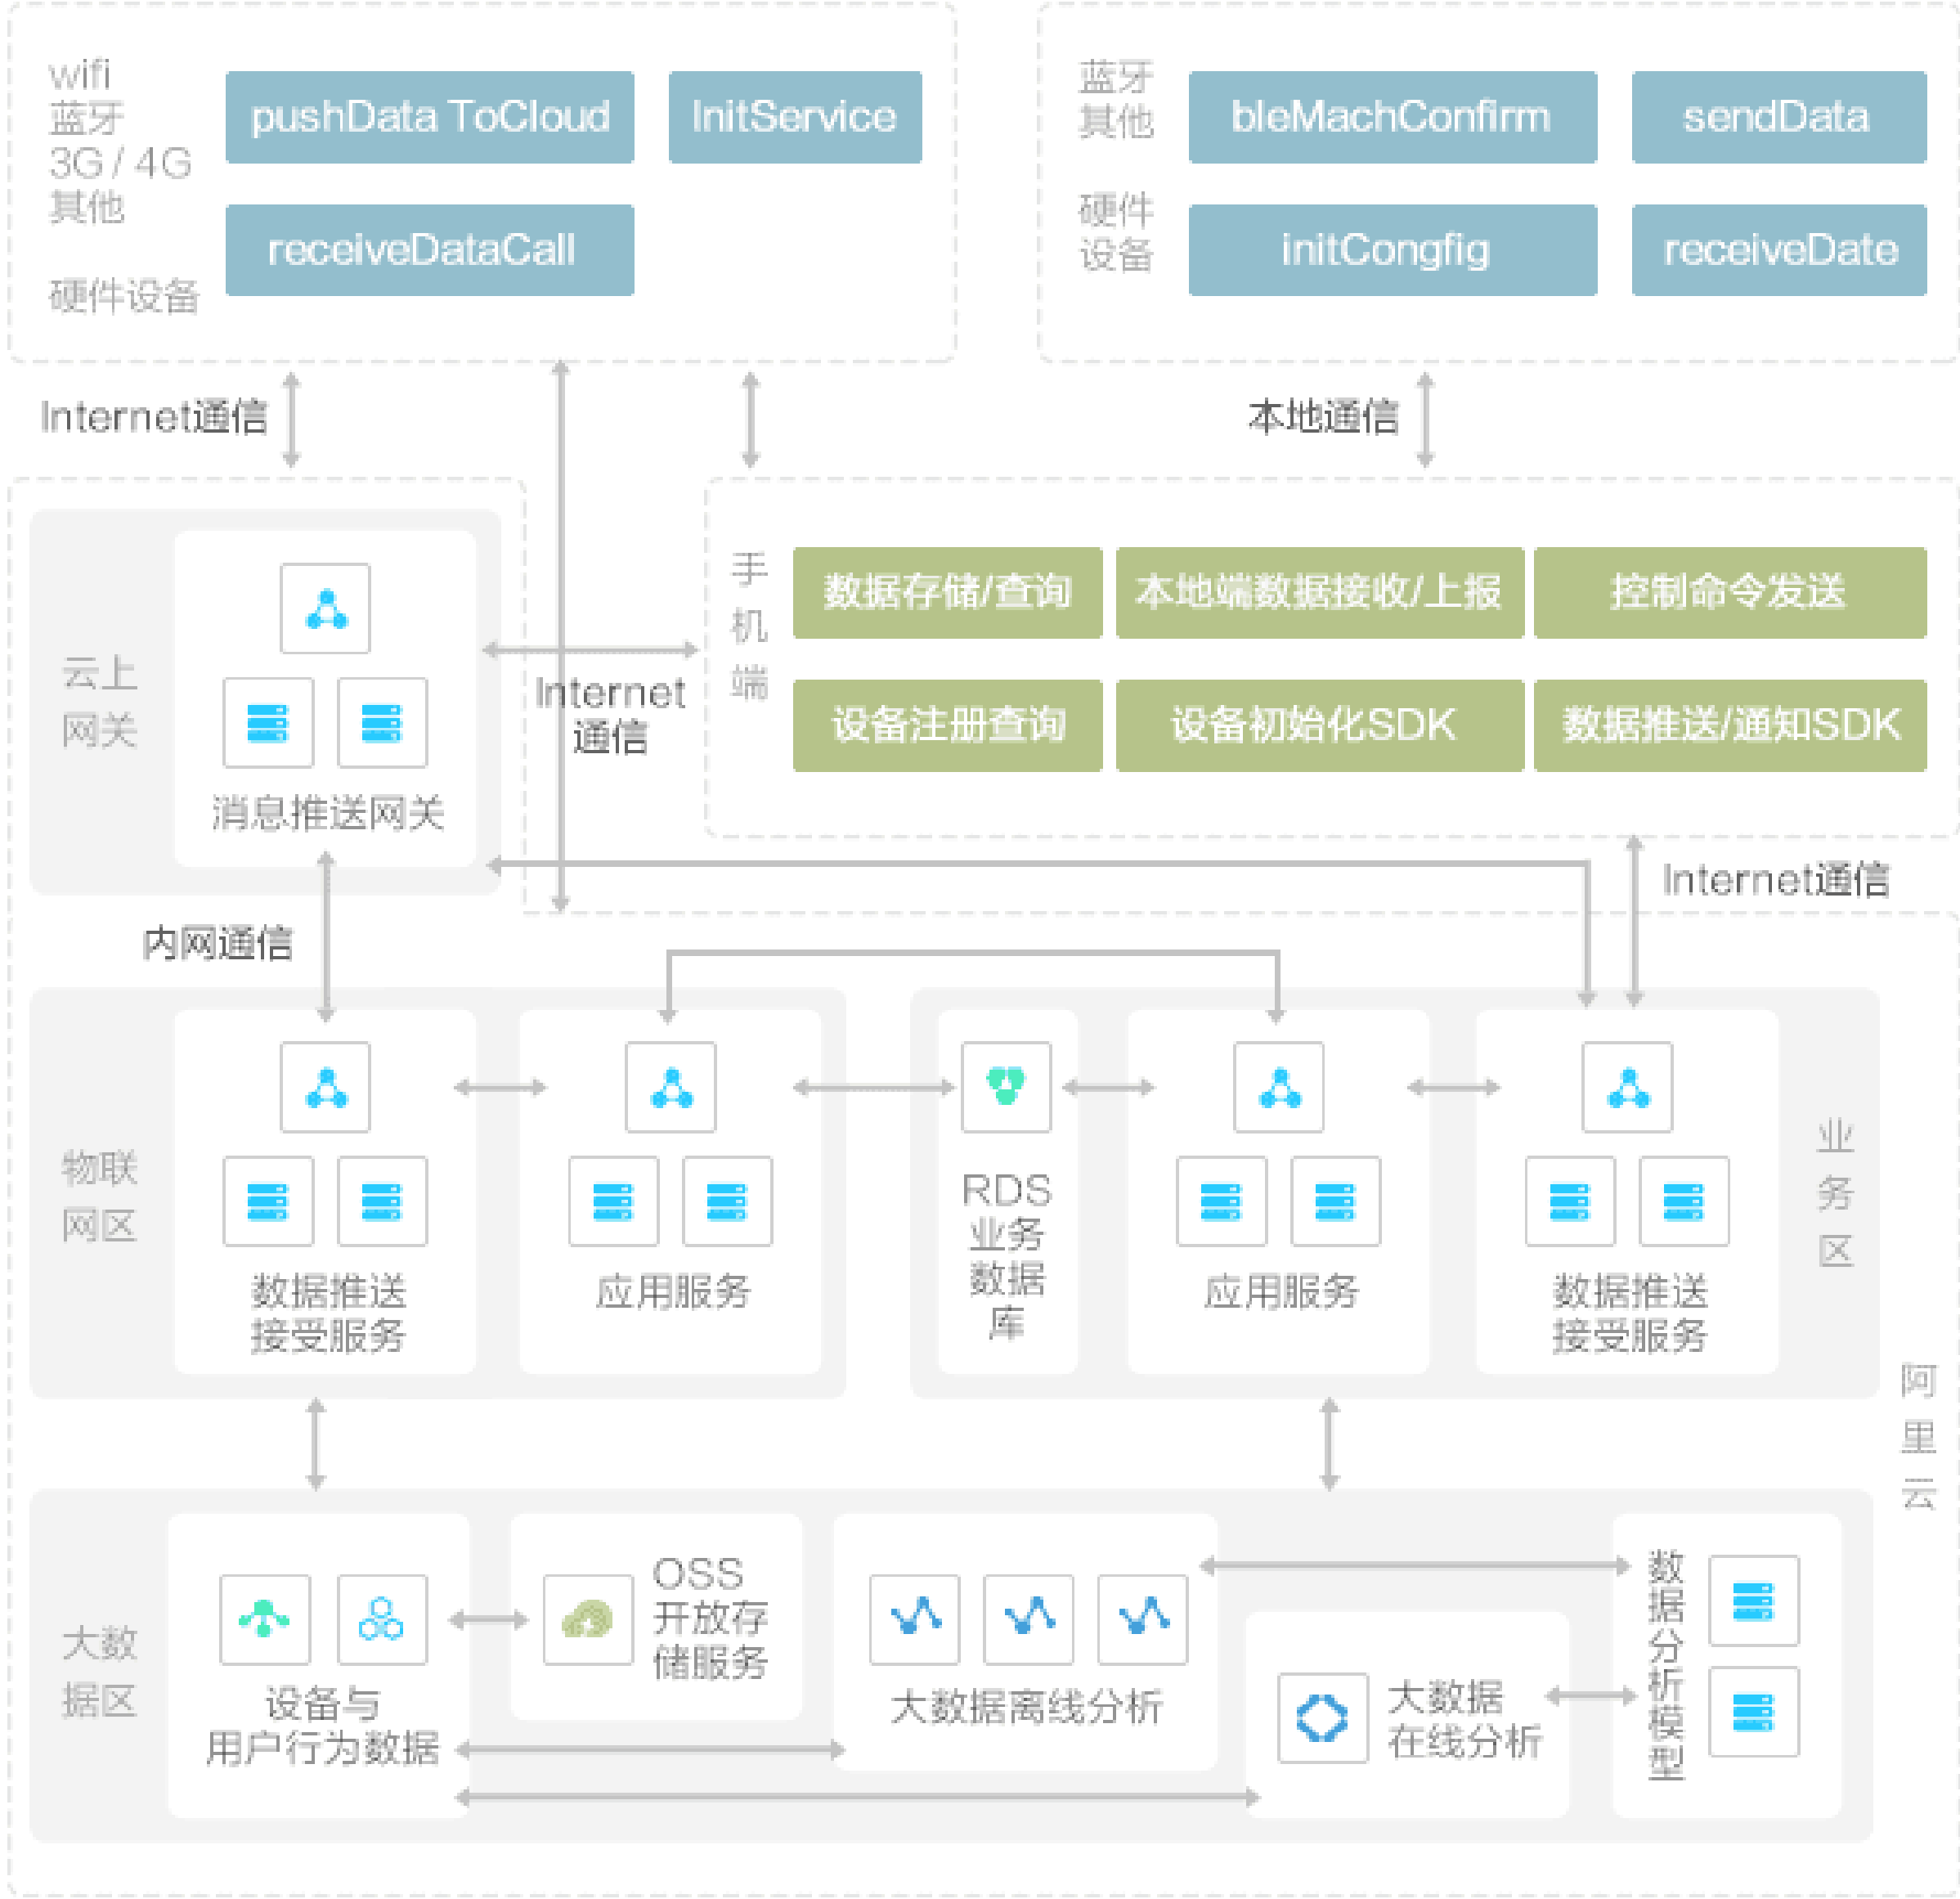 wifi
蓝牙
3G / 4G
其他
硬件设备
pushData ToCloud
InitService
receiveDataCall
蓝牙
其他
硬件
设备
bleMachConfirm
sendData
initCongfig
receiveDate
Internet通信
本地通信
云上
网关
消息推送网关
Internet
通信
手
机
端
数据存储/查询
本地端数据接收/上报
控制命令发送
设备注册查询
设备初始化SDK
数据推送/通知SDK
Internet通信
内网通信
物联
网区
数据推送
接受服务
应用服务
RDS
业务
数据
库
应用服务
数据推送
接受服务
业
务
区
阿
里
云
大数
据区
设备与
用户行为数据
OSS
开放存
储服务
大数据离线分析
大数据
在线分析
数
据
分
析
模
型